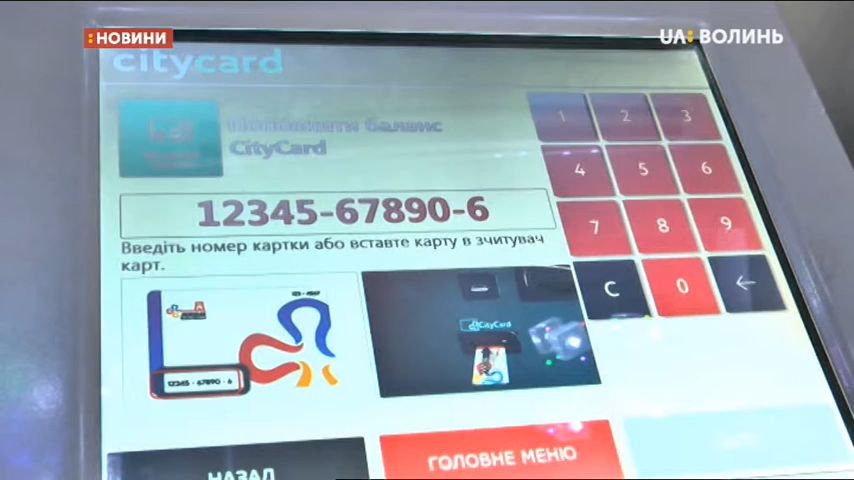 НОВИНИ
UA: ВОЛИНЬ
citycard
Поповнити баланс
CityCard
1 2 3
12345-67890-6
4 5 6
7 8 9
C 0 ←
Введіть номер картки або вставте карту в зчитувач
карт.
12345 - 67890 - 6
CityCard
НАЗАД
ГОЛОВНЕ МЕНЮ